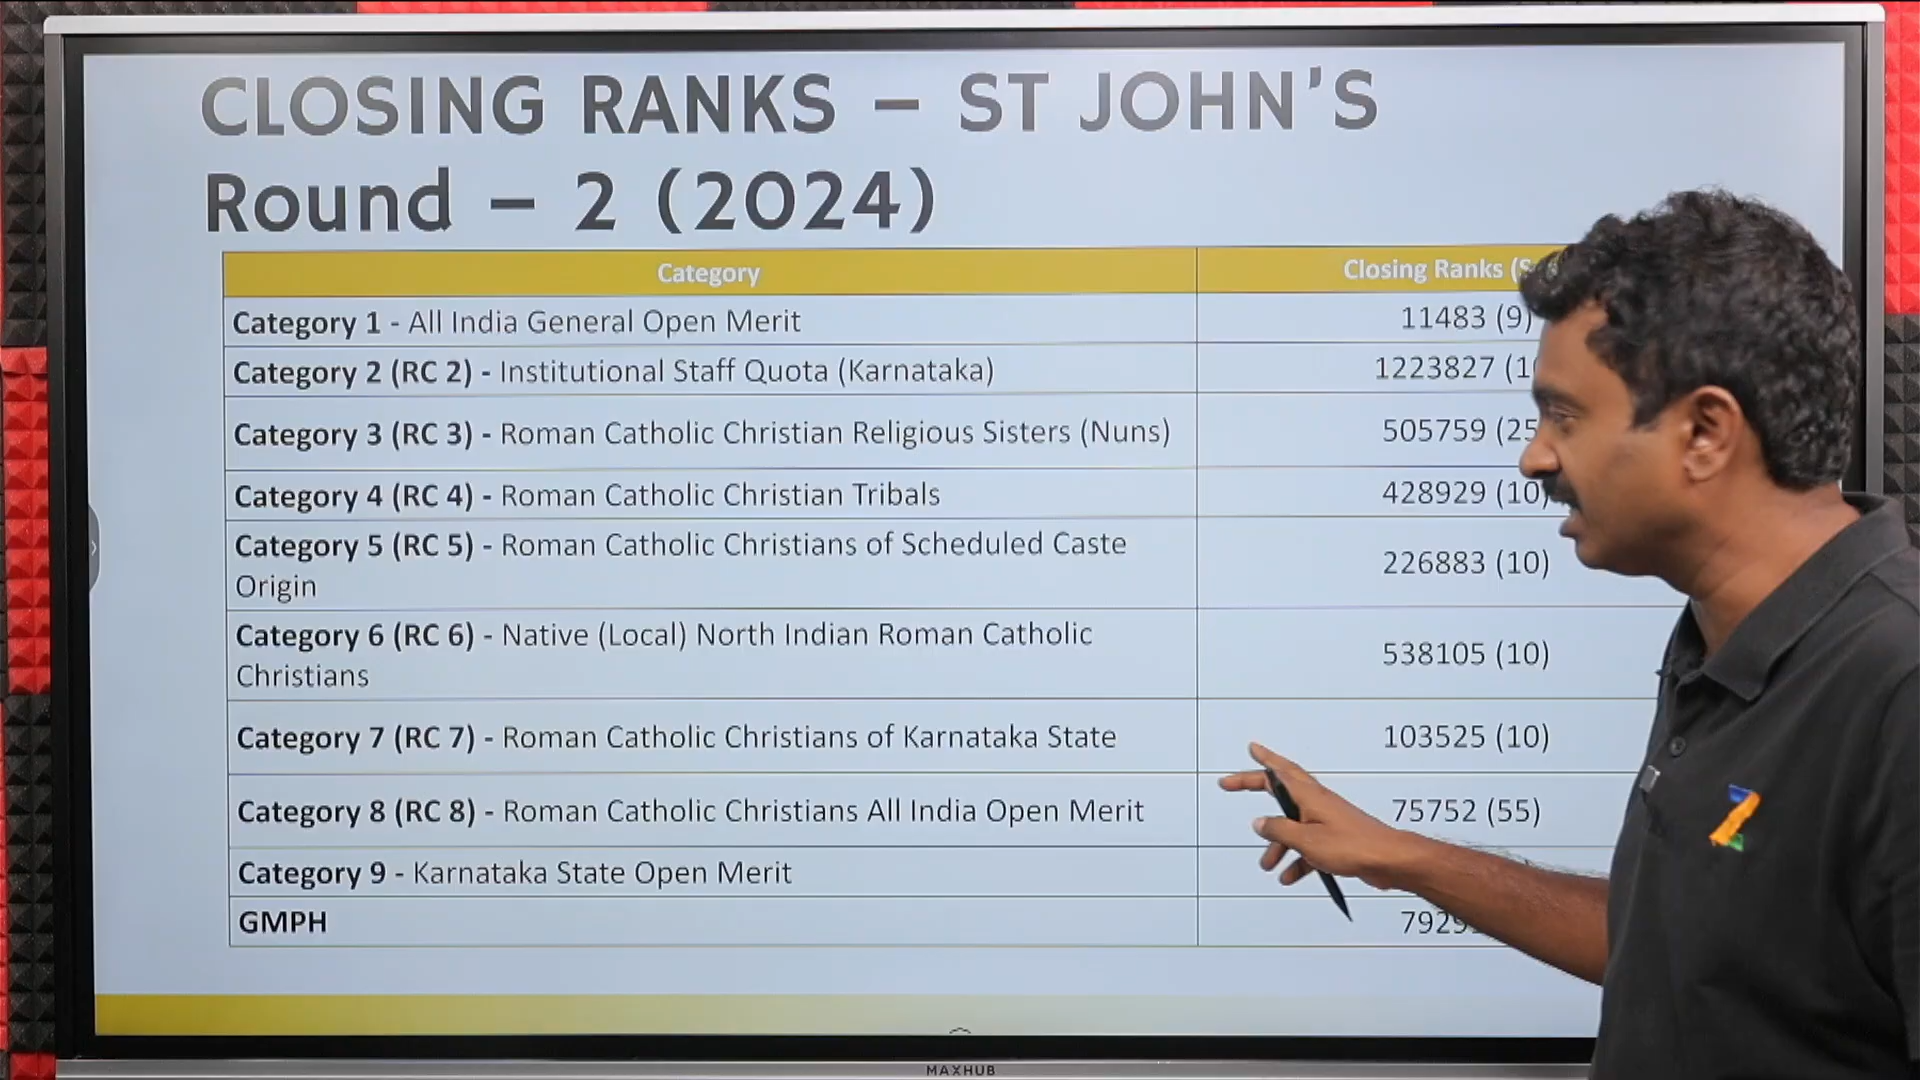 CLOSING RANKS – ST JOHN'S
Round – 2 (2024)
Category
Closing Ranks
Category 1 - All India General Open Merit
11483 (9)
Category 2 (RC 2) - Institutional Staff Quota (Karnataka)
1223827
Category 3 (RC 3) - Roman Catholic Christian Religious Sisters (Nuns)
505759 (25
Category 4 (RC 4) - Roman Catholic Christian Tribals
428929 (10)
Category 5 (RC 5) - Roman Catholic Christians of Scheduled Caste
Origin
226883 (10)
Category 6 (RC 6) - Native (Local) North Indian Roman Catholic
Christians
538105 (10)
Category 7 (RC 7) - Roman Catholic Christians of Karnataka State
103525 (10)
Category 8 (RC 8) - Roman Catholic Christians All India Open Merit
75752 (55)
Category 9 - Karnataka State Open Merit
GMPH
MAXHUB